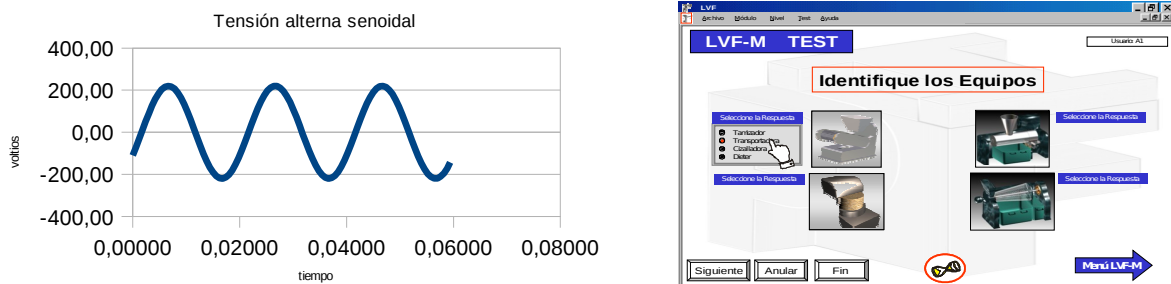 Tensión alterna senoidal
400,00
200,00
0,00
-200,00
-400,00
voltios
0,00000 0,02000 0,04000 0,06000 0,08000
tiempo
LVF
Archivo Módulo Nivel Test Ayuda
LVF-M TEST
Usuario A1
Identifique los Equipos
Seleccione la Respuesta
Tamizador
Transportadora
Cizalladora
Dieter
Seleccione la Respuesta
Seleccione la Respuesta
Seleccione la Respuesta
Siguiente Anular Fin
Menú LVF-M